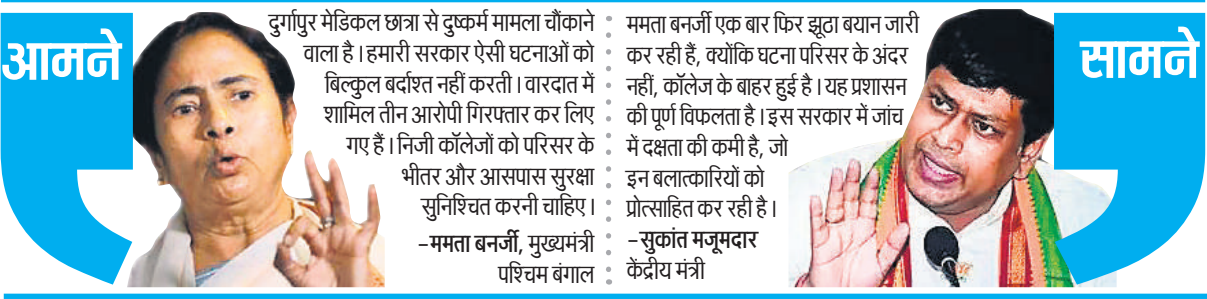 आमने
दुर्गापुर मेडिकल छात्रा से दुष्कर्म मामला चौंकाने
वाला है। हमारी सरकार ऐसी घटनाओं को
बिल्कुल बर्दाश्त नहीं करती। वारदात में
शामिल तीन आरोपी गिरफ्तार कर लिए
गए हैं। निजी कॉलेजों को परिसर के
भीतर और आसपास सुरक्षा
सुनिश्चित करनी चाहिए।
–ममता बनर्जी, मुख्यमंत्री
पश्चिम बंगाल
ममता बनर्जी एक बार फिर झूठा बयान जारी
कर रही हैं, क्योंकि घटना परिसर के अंदर
नहीं, कॉलेज के बाहर हुई है। यह प्रशासन
की पूर्ण विफलता है। इस सरकार में जांच
में दक्षता की कमी है, जो
इन बलात्कारियों को
प्रोत्साहित कर रही है।
–सुकांत मजूमदार
केंद्रीय मंत्री
सामने